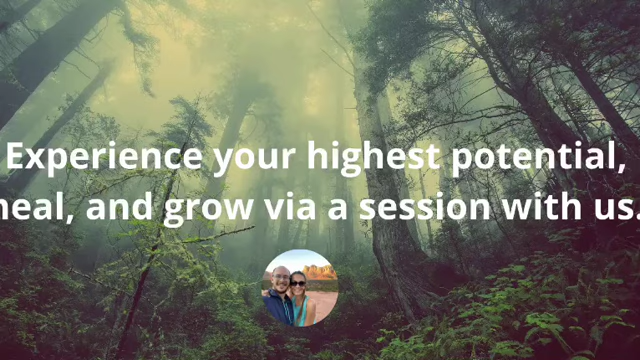 Experience your highest potential,
heal, and grow via a session with us.